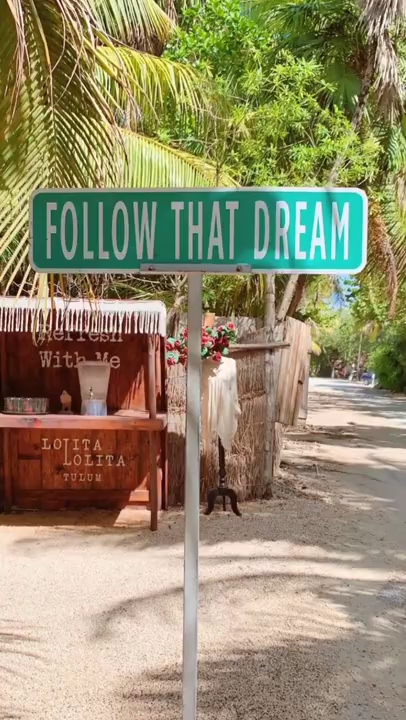 FOLLOW THAT DREAM
Refresh
With Me
LOLITA
LOLITA
TULUM